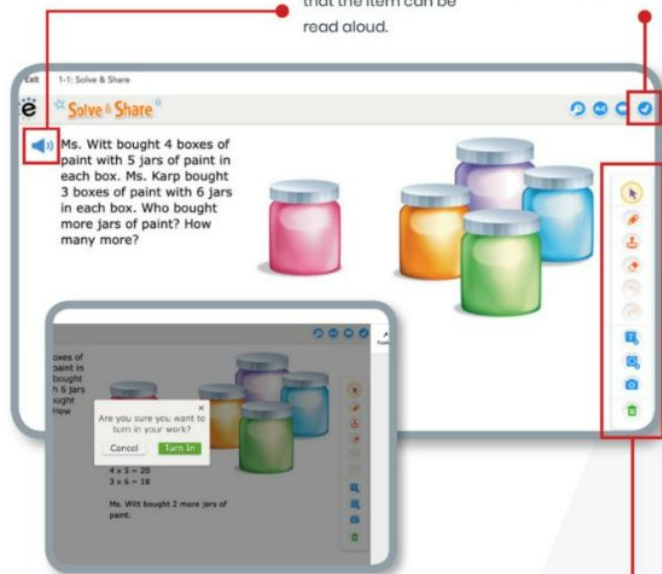 that the item can be
read aloud.
Exit 1-1: Solve & Share
ë Solve & Share
Ms. Witt bought 4 boxes of
paint with 5 jars of paint in
each box. Ms. Karp bought
3 boxes of paint with 6 jars
in each box. Who bought
more jars of paint? How
many more?
oxes of
paint in
bought
h 6 jars
ought
How
Tools
×
Are you sure you want to
turn in your work?
Cancel Turn In
4 x 5 = 20
3 x 6 = 18
Ms. Witt bought 2 more jars of
paint.